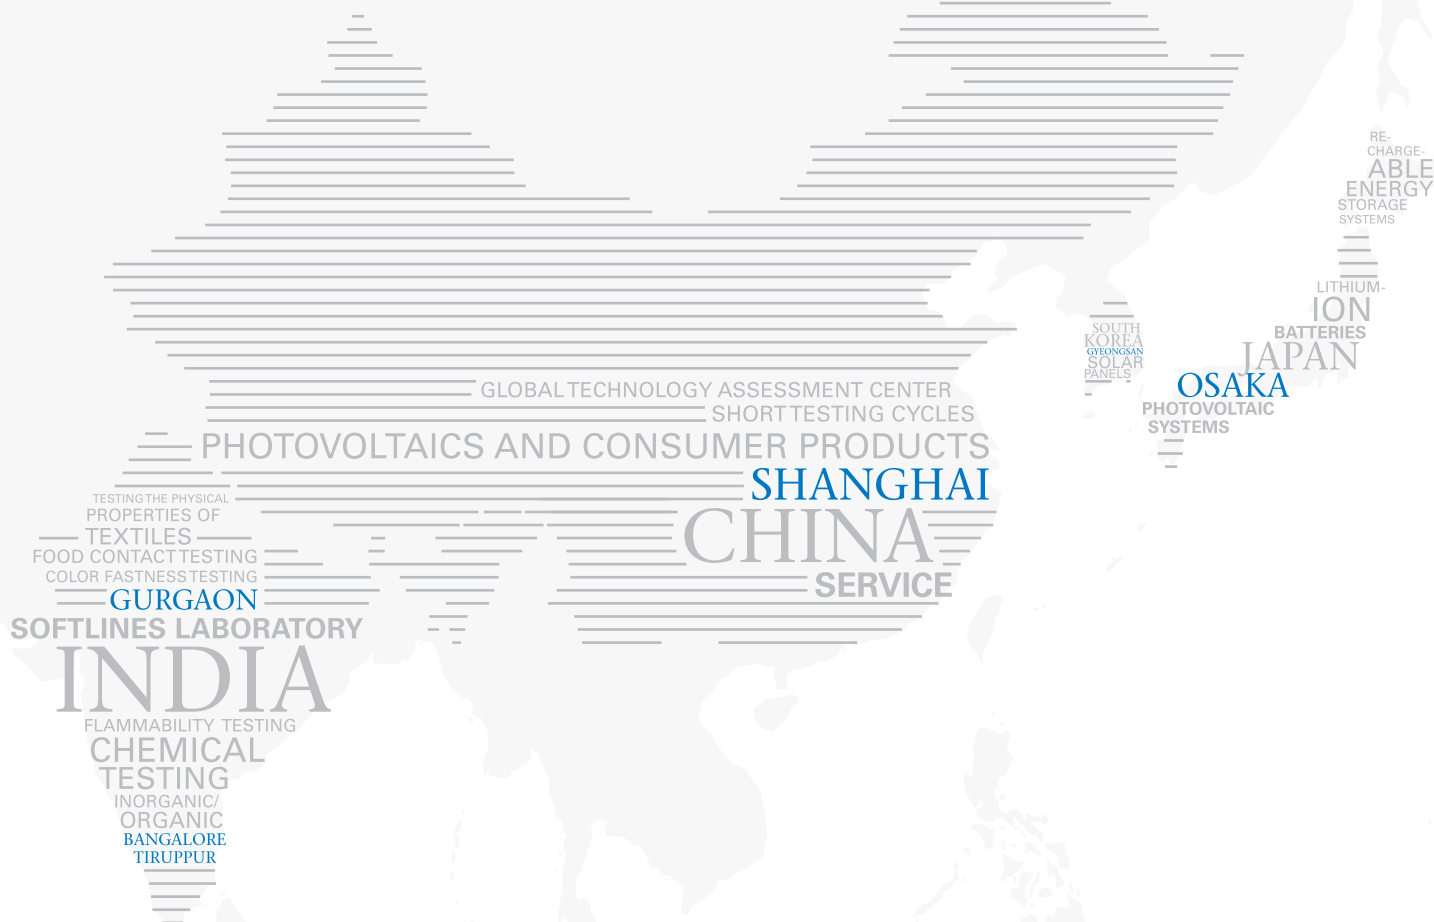 RE-
CHARGE-
ABLE
ENERGY
STORAGE
SYSTEMS
LITHIUM-
ION
BATTERIES
JAPAN
OSAKA
PHOTOVOLTAIC
SYSTEMS
SOUTH
KOREA
GYEONGSAN
SOLAR
PANELS
GLOBAL TECHNOLOGY ASSESSMENT CENTER
SHORT TESTING CYCLES
PHOTOVOLTAICS AND CONSUMER PRODUCTS
SHANGHAI
CHINA
SERVICE
TESTING THE PHYSICAL
PROPERTIES OF
TEXTILES
FOOD CONTACT TESTING
COLOR FASTNESS TESTING
GURGAON
SOFTLINES LABORATORY
INDIA
FLAMMABILITY TESTING
CHEMICAL
TESTING
INORGANIC/
ORGANIC
BANGALORE
TIRUPPUR